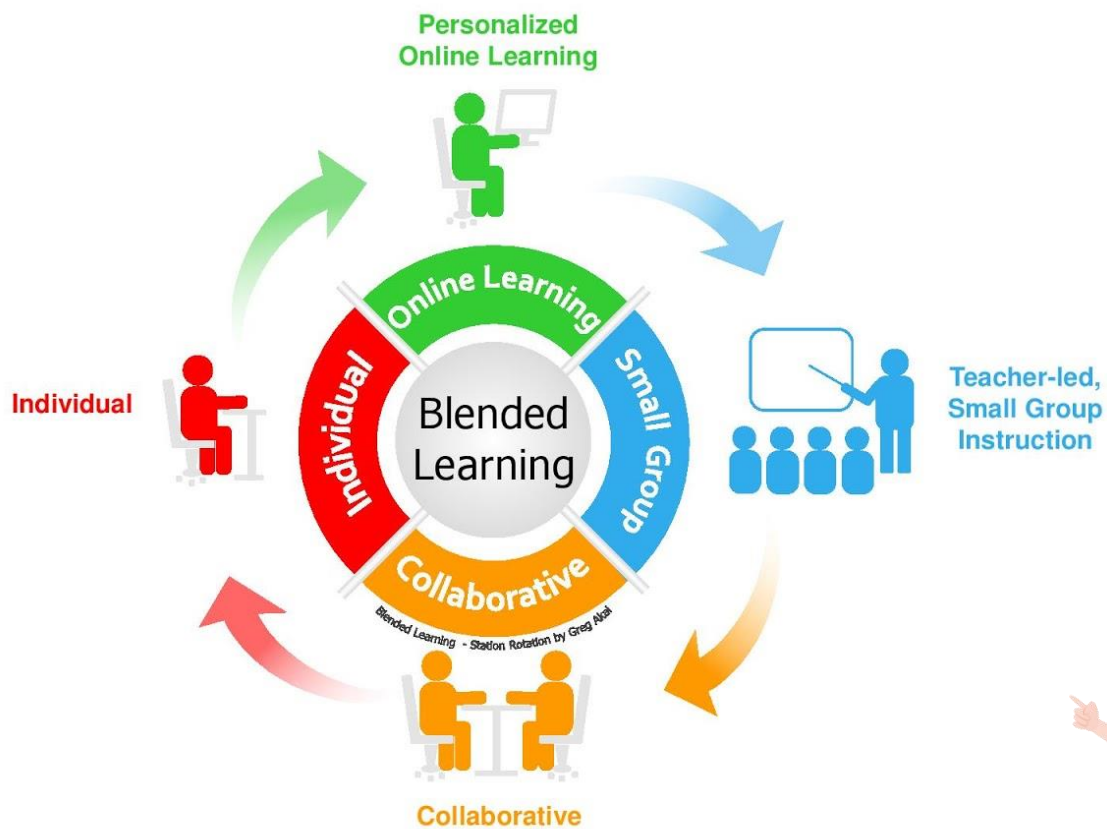 Personalized
Online Learning
Online Learning
Individual
Individual
Blended
Learning
Small Group
Teacher-led,
Small Group
Instruction
Collaborative
Blended Learning - Station Rotation by Greg Akai
Collaborative